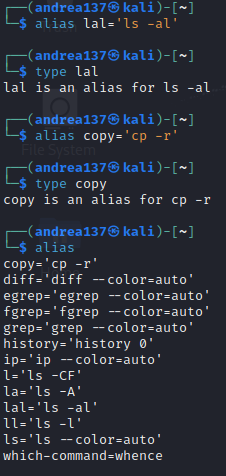 ┌──(andrea137㉿kali)-[~]
└─$ alias lal='ls -al'
┌──(andrea137㉿kali)-[~]
└─$ type lal
lal is an alias for ls -al
┌──(andrea137㉿kali)-[~]
└─$ alias copy='cp -r'
File System
┌──(andrea137㉿kali)-[~]
└─$ type copy
copy is an alias for cp -r
┌──(andrea137㉿kali)-[~]
└─$ alias
copy='cp -r'
diff='diff --color=auto'
egrep='egrep --color=auto'
fgrep='fgrep --color=auto'
grep='grep --color=auto'
history='history 0'
ip='ip --color=auto'
l='ls -CF'
la='ls -A'
lal='ls -al'
ll='ls -l'
ls='ls --color=auto'
which-command=whence